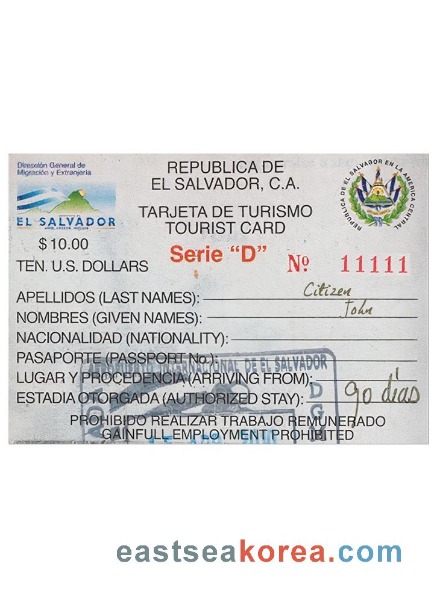 Dirección General de
Migración y Extranjería
EL SALVADOR
$ 10.00
TEN. U.S. DOLLARS
REPUBLICA DE
EL SALVADOR, C.A.
TARJETA DE TURISMO
TOURIST CARD
Serie "D"
REPUBLICA DE EL SALVADOR EN LA AMERICA CENTRAL
Nº 11111
APELLIDOS (LAST NAMES): Citizen
NOMBRES (GIVEN NAMES): John
NACIONALIDAD (NATIONALITY):
PASAPORTE (PASSPORT No.)
INTERNACIONAL DE EL SALVADOR
LUGAR Y PROCEDENCIA (ARRIVING FROM):
ESTADIA OTORGADA (AUTHORIZED STAY): 90 días
PROHIBIDO REALIZAR TRABAJO REMUNERADO
GAINFULL EMPLOYMENT PROHIBITED
eastseakorea.com